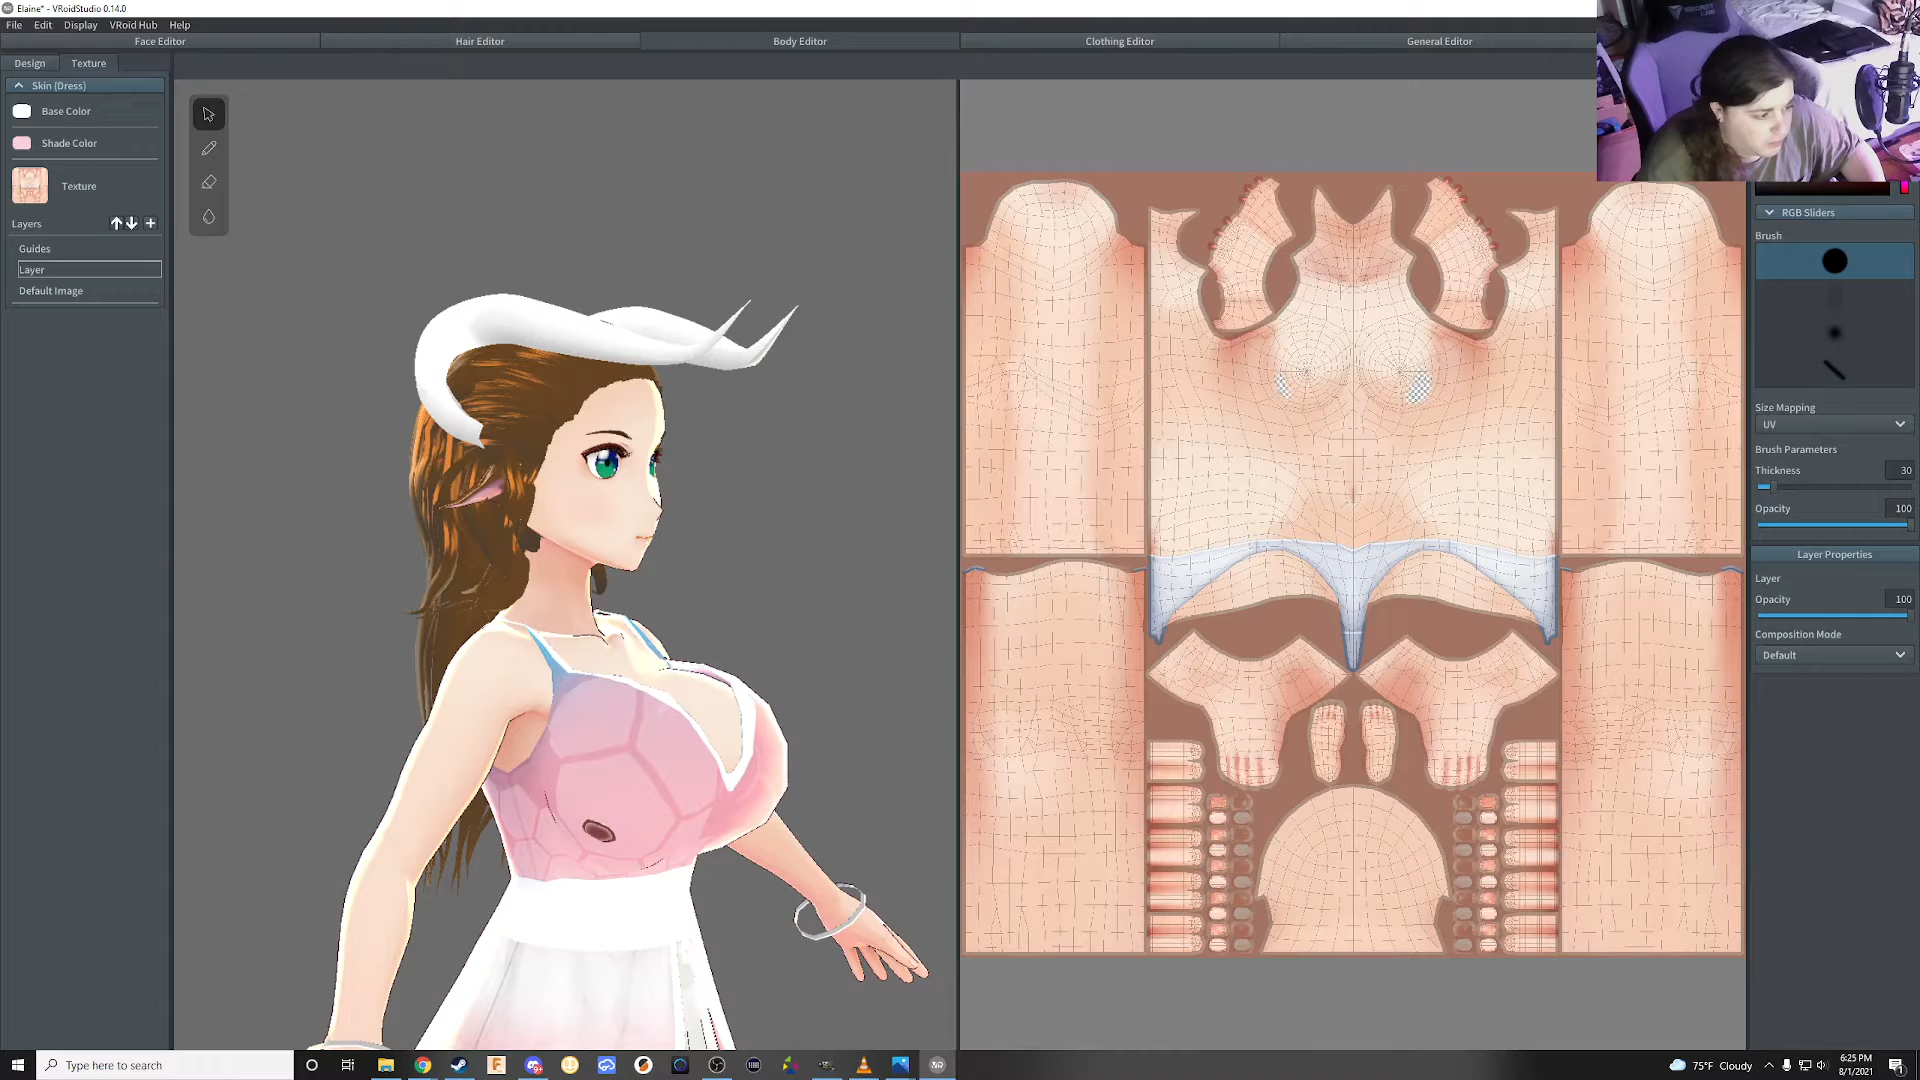 Elaine* - VRoidStudio 0.14.0
File Edit Display VRoid Hub Help
Face Editor Hair Editor Body Editor Clothing Editor General Editor
Design Texture
Skin (Dress)
Base Color
Shade Color
Texture
Layers
Guides
Layer
Default Image
RGB Sliders
Brush
Size Mapping
UV
Brush Parameters
Thickness 30
Opacity 100
Layer Properties
Layer
Opacity 100
Composition Mode
Default
Type here to search
75°F Cloudy
6:25 PM
8/1/2021